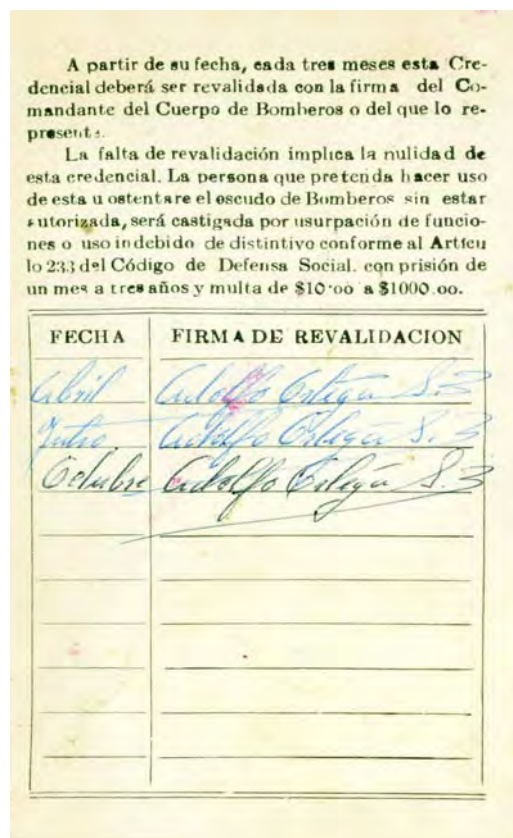 A partir de su fecha, cada tres meses esta Cre-
dencial deberá ser revalidada con la firma del Co-
mandante del Cuerpo de Bomberos o del que lo re-
presente.
La falta de revalidación implica la nulidad de
esta credencial. La persona que pretenda hacer uso
de esta u ostentare el escudo de Bomberos sin estar
autorizada, será castigada por usurpación de funcio-
nes o uso indebido de distintivo conforme al Artícu
lo 233 del Código de Defensa Social. con prisión de
un mes a tres años y multa de $10.oo a $1000.oo.
FECHA FIRMA DE REVALIDACION
Abril Adolfo Ortega S. B
Julio Adolfo Ortega S. B
Octubre Adolfo Ortega S. B